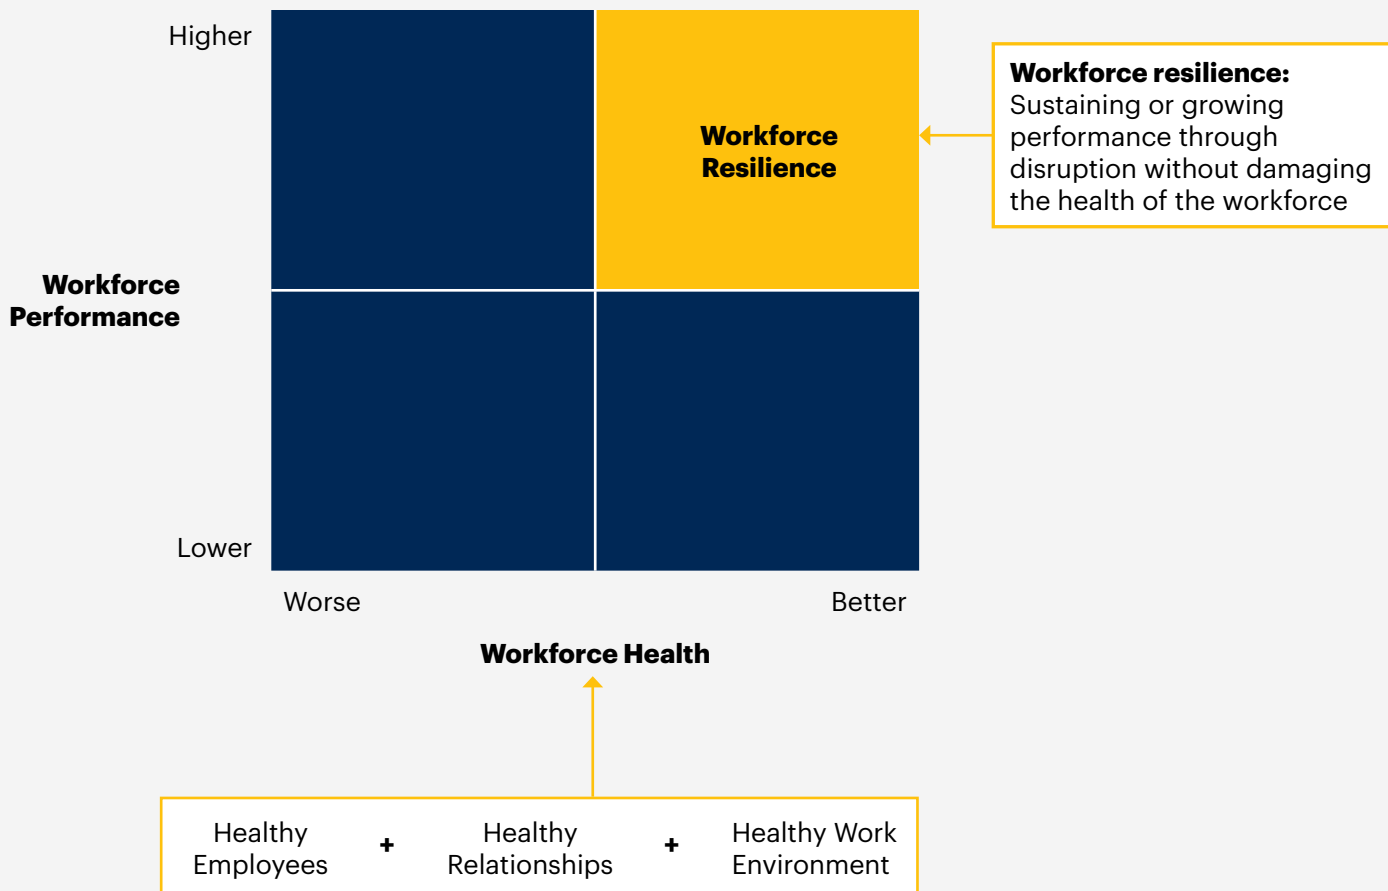 Higher
Workforce resilience:
Sustaining or growing
performance through
disruption without damaging
the health of the workforce
Workforce
Resilience
Workforce
Performance
Lower
Worse
Better
Workforce Health
Healthy
Employees
+
Healthy
Relationships
+
Healthy Work
Environment